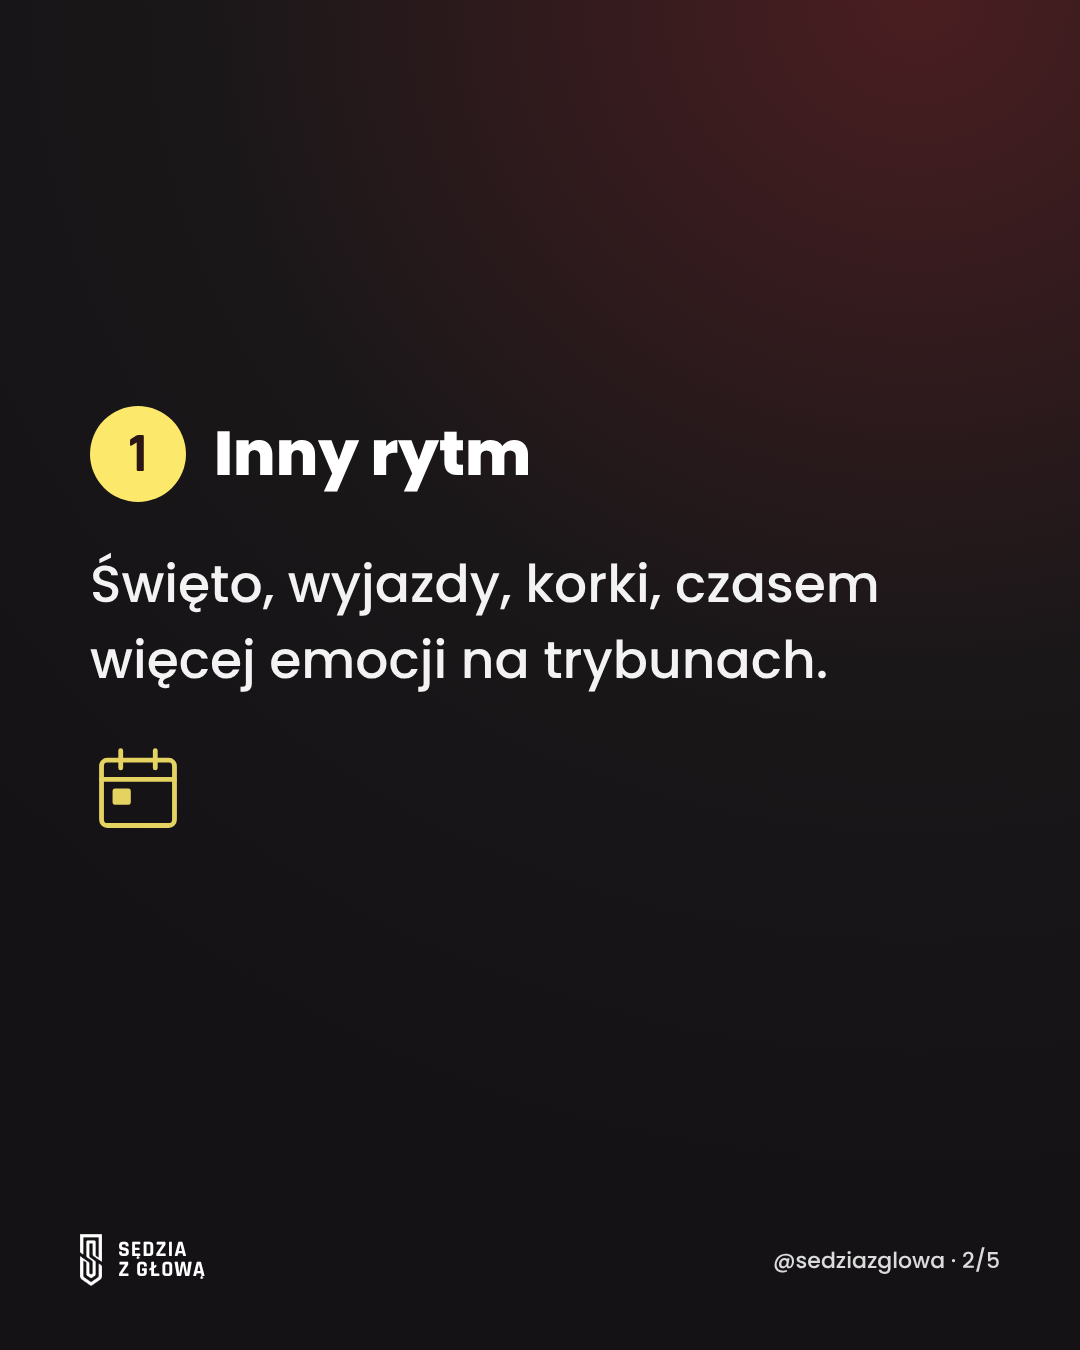 1 Inny rytm
Święto, wyjazdy, korki, czasem
więcej emocji na trybunach.
SĘDZIA
Z GŁOWĄ
@sedziazglowa · 2/5